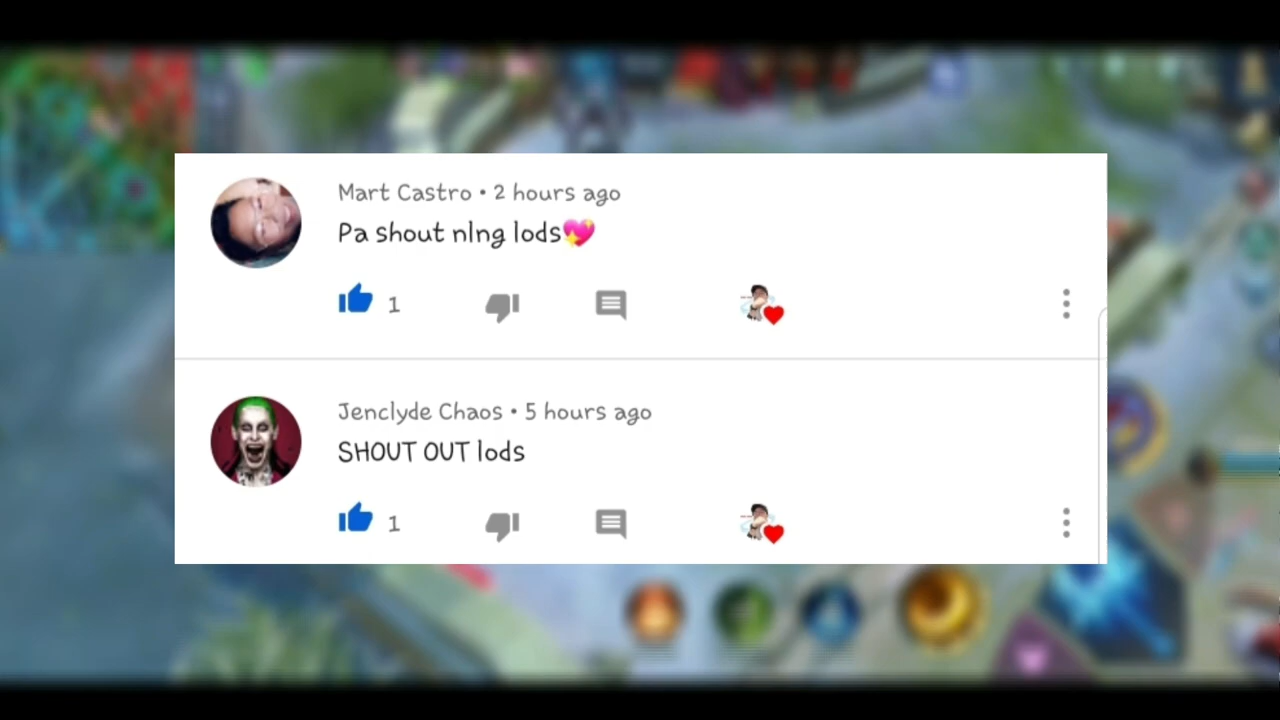 Mart Castro • 2 hours ago
Pa shout nlng lods💖
1
Jenclyde Chaos • 5 hours ago
SHOUT OUT lods
1